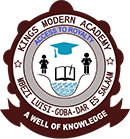 KINGS MODERN ACADEMY
ACCESS TO ROYALTY
MBEZI LUISI-GOBA-DAR ES SALAAM
A WELL OF KNOWLEDGE